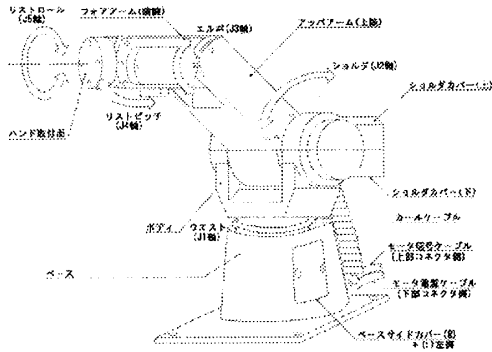 リストロール
(J5軸)
フォアアーム(前腕)
エルボ(J3軸)
アッパアーム(上腕)
ショルダ(J2軸)
ショルダカバー(上)
リストピッチ
(J4軸)
ハンド取付面
ショルダカバー(下)
カールケーブル
ボディ
ウエスト
(J1軸)
モータ信号ケーブル
(上部コネクタ側)
ベース
モータ電源ケーブル
(下部コネクタ側)
ベースサイドカバー(右)